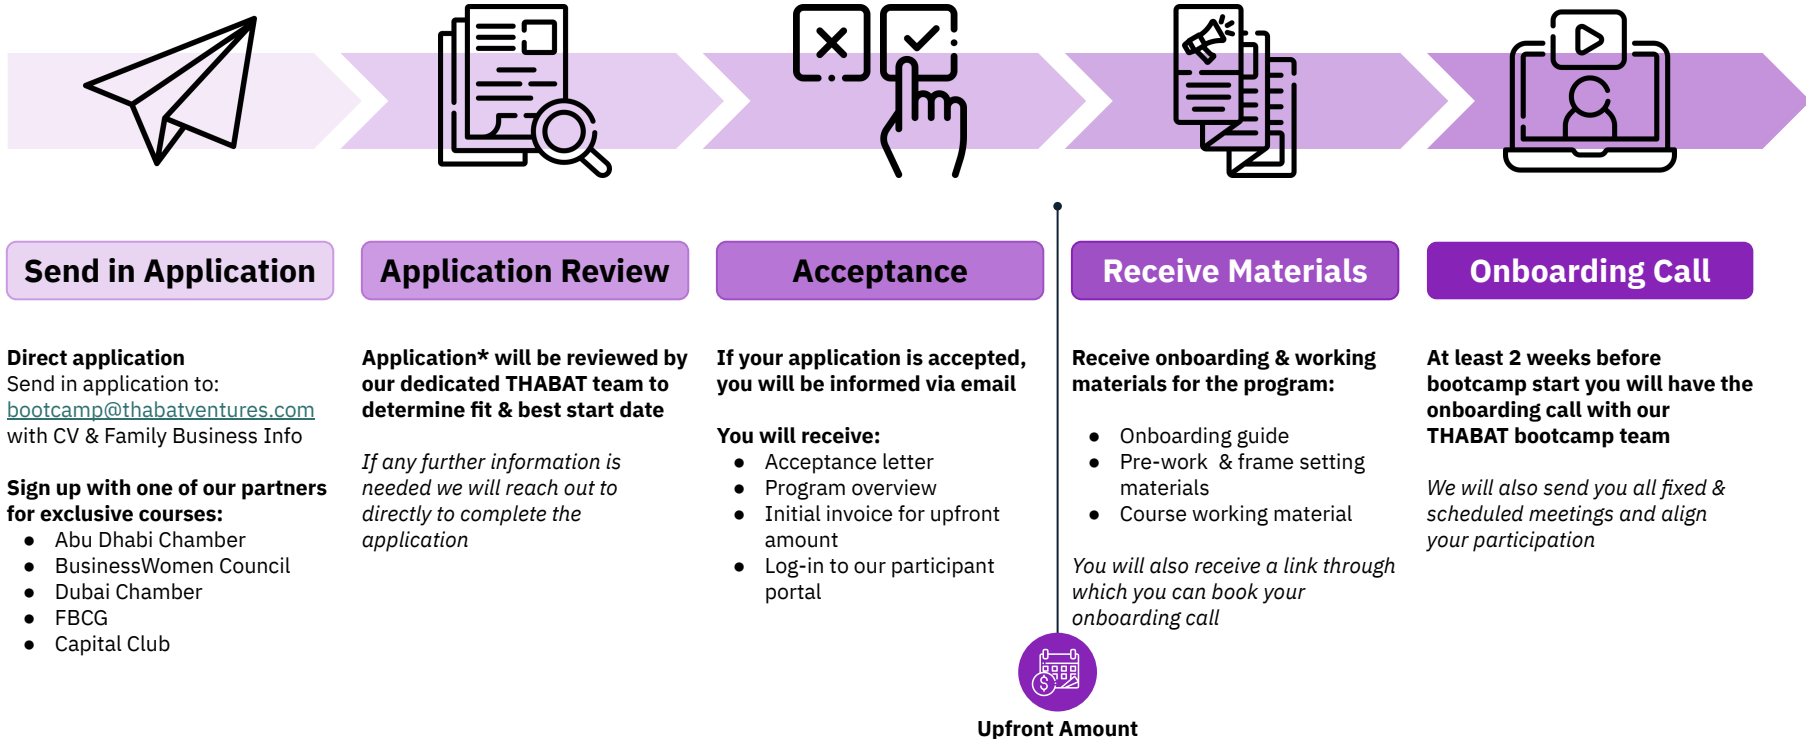 Send in Application
Direct application
Send in application to:
bootcamp@thabatventures.com
with CV & Family Business Info
Sign up with one of our partners
for exclusive courses:
● Abu Dhabi Chamber
● BusinessWomen Council
● Dubai Chamber
● FBCG
● Capital Club
Application Review
Application* will be reviewed by
our dedicated THABAT team to
determine fit & best start date
If any further information is
needed we will reach out to
directly to complete the
application
Acceptance
If your application is accepted,
you will be informed via email
You will receive:
● Acceptance letter
● Program overview
● Initial invoice for upfront
amount
● Log-in to our participant
portal
Receive Materials
Receive onboarding & working
materials for the program:
● Onboarding guide
● Pre-work & frame setting
materials
● Course working material
You will also receive a link through
which you can book your
onboarding call
Onboarding Call
At least 2 weeks before
bootcamp start you will have the
onboarding call with our
THABAT bootcamp team
We will also send you all fixed &
scheduled meetings and align
your participation
$
Upfront Amount